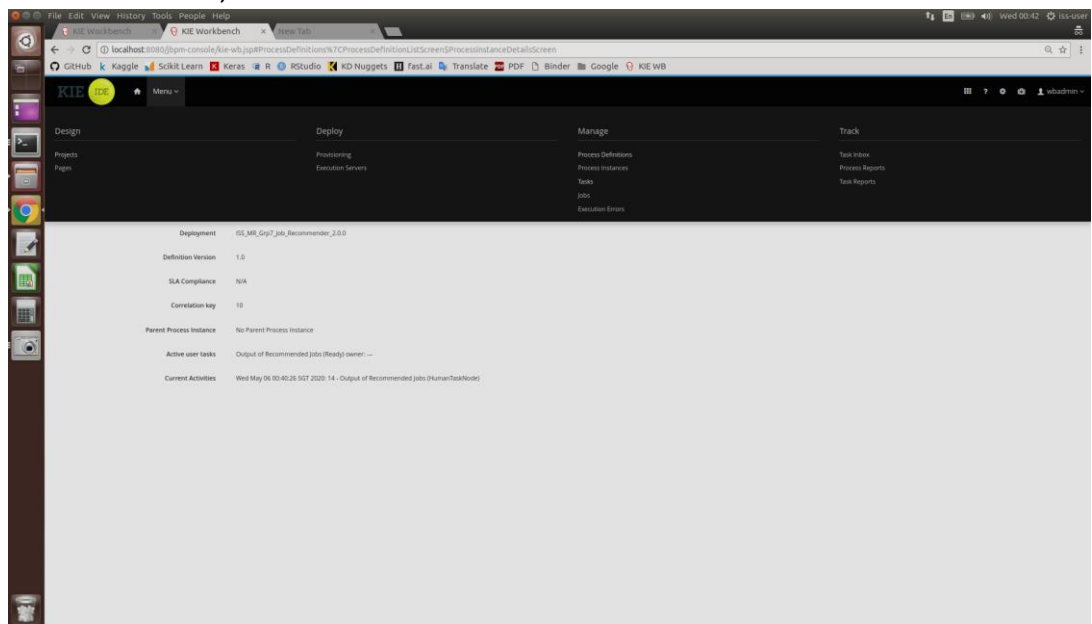 File Edit View History Tools People Help
En Wed 00:42 iss-user
KIE Workbench × KIE Workbench × New Tab ×
localhost:8080/jbpm-console/kie-wb.jsp#ProcessDefinitions%7CProcessDefinitionListScreen$ProcessInstanceDetailsScreen
GitHub Kaggle Scikit Learn Keras R RStudio KD Nuggets fast.ai Translate PDF Binder Google KIE WB
KIE IDE Menu ? wbadmin
Design Deploy Manage Track
Projects Provisioning Process Definitions Task Inbox
Pages Execution Servers Process Instances Process Reports
Tasks Task Reports
Jobs
Execution Errors
Deployment ISS_MR_Grp7_Job_Recommender_2.0.0
Definition Version 1.0
SLA Compliance N/A
Correlation key 10
Parent Process Instance No Parent Process Instance
Active user tasks Output of Recommended Jobs (Ready) owner: ---
Current Activities Wed May 06 00:40:26 SGT 2020: 14 - Output of Recommended Jobs (HumanTaskNode)